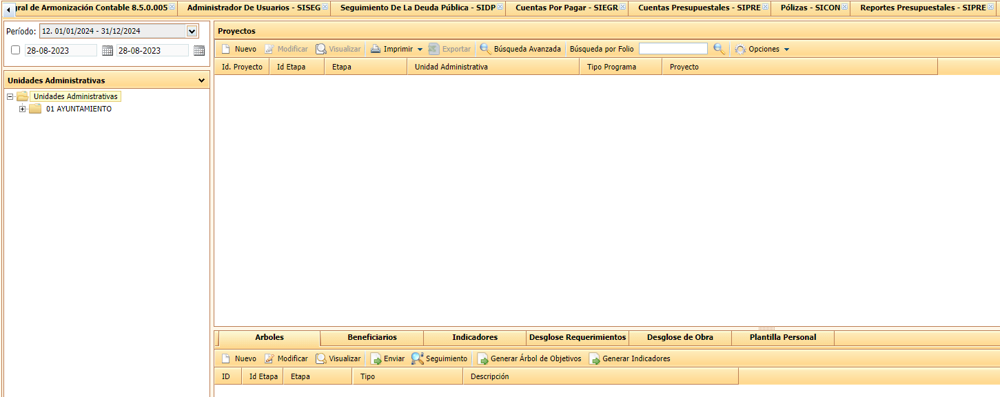 ral de Armonización Contable 8.5.0.005 Administrador De Usuarios - SISEG Seguimiento De La Deuda Pública - SIDP Cuentas Por Pagar - SIEGR Cuentas Presupuestales - SIPRE Pólizas - SICON Reportes Presupuestales - SIPRE
Período: 12. 01/01/2024 - 31/12/2024
28-08-2023 28-08-2023
Unidades Administrativas
Unidades Administrativas
01 AYUNTAMIENTO
Proyectos
Nuevo Modificar Visualizar Imprimir Exportar Búsqueda Avanzada Búsqueda por Folio Opciones
Id. Proyecto Id Etapa Etapa Unidad Administrativa Tipo Programa Proyecto
Arboles Beneficiarios Indicadores Desglose Requerimientos Desglose de Obra Plantilla Personal
Nuevo Modificar Visualizar Enviar Seguimiento Generar Árbol de Objetivos Generar Indicadores
ID Id Etapa Etapa Tipo Descripción